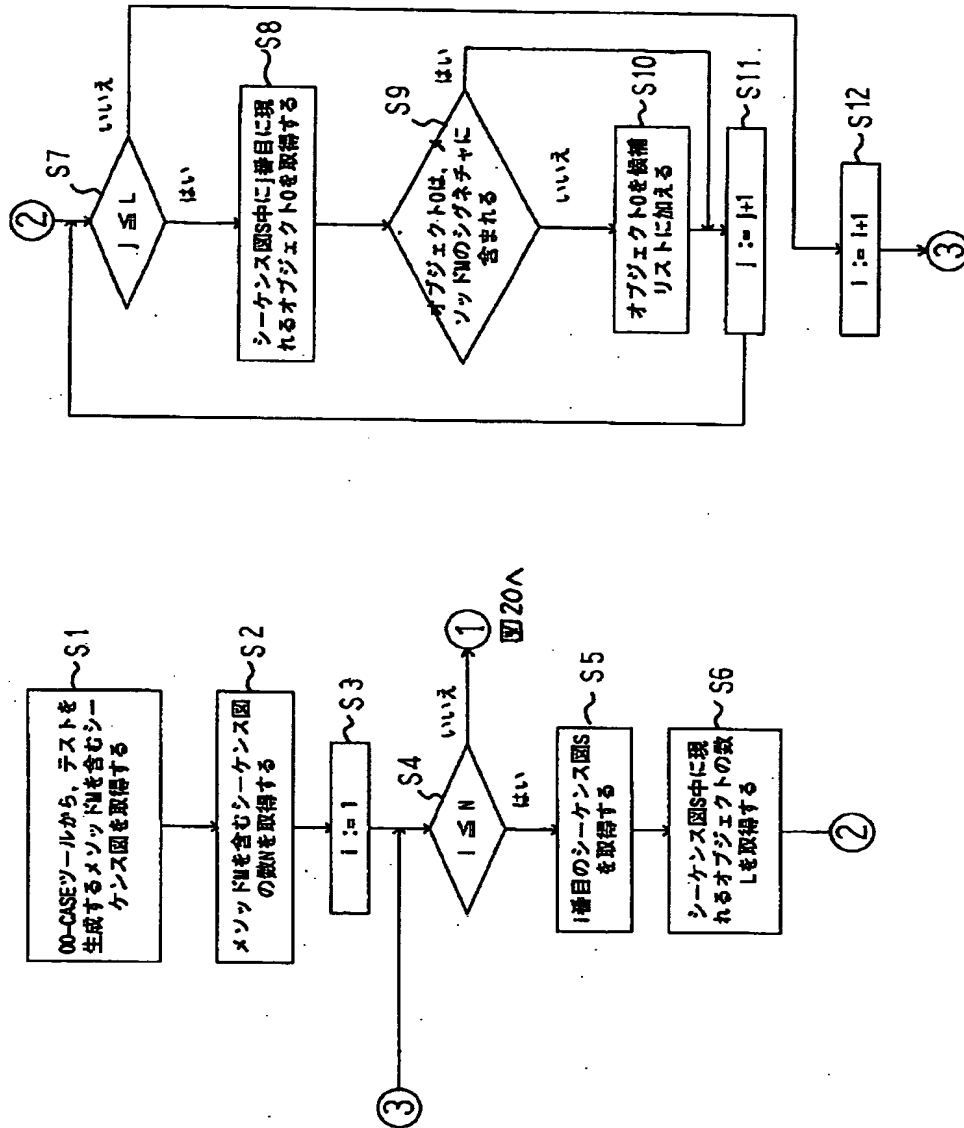 OO-CASEツールから、テストを
生成するメソッドMを含むシー
ケンス図を取得する
S1
メソッドMを含むシーケンス図
の数Nを取得する
S2
I := 1
S3
③
I ≦ N
S4
いいえ
①
図20へ
はい
I番目のシーケンス図S
を取得する
S5
シーケンス図S中に現
れるオブジェクトの数
Lを取得する
S6
②
②
J ≦ L
S7
いいえ
はい
シーケンス図S中にJ番目に現
れるオブジェクトOを取得する
S8
オブジェクトOは、メ
ソッドMのシグネチャに
含まれる
S9
はい
いいえ
オブジェクトOを候補
リストに加える
S10
J := J+1
S11
I := I+1
S12
③